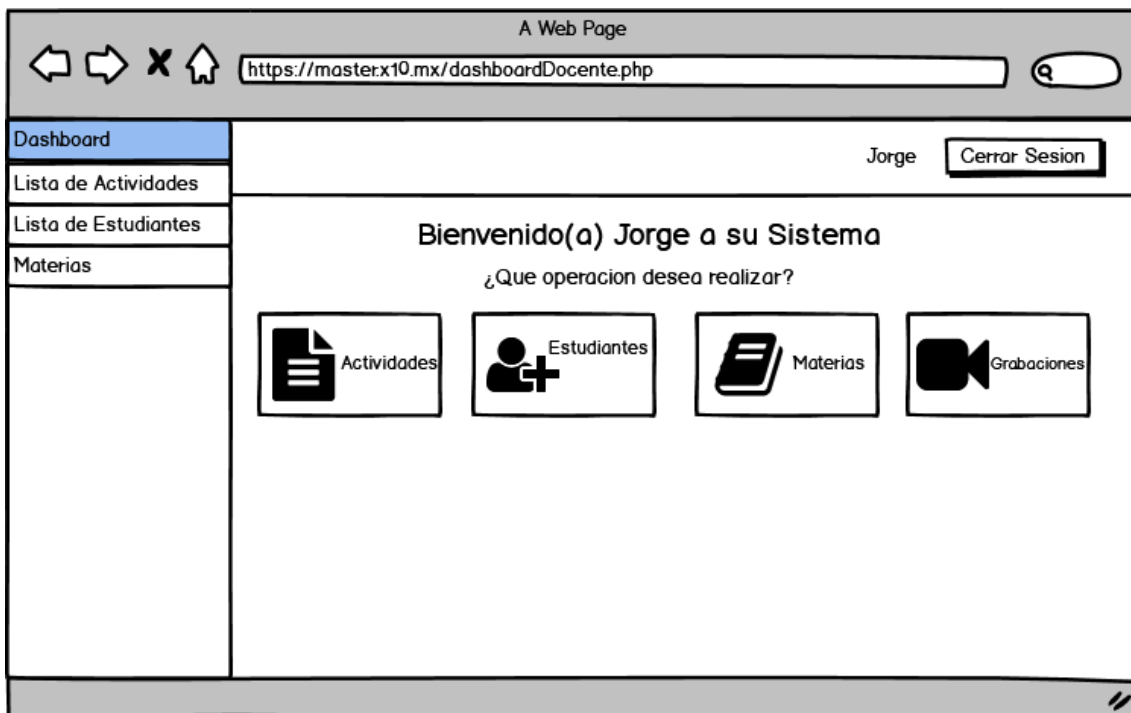 A Web Page
https://master.x10.mx/dashboardDocente.php
Dashboard
Lista de Actividades
Lista de Estudiantes
Materias
Jorge
Cerrar Sesion
Bienvenido(a) Jorge a su Sistema
¿Que operacion desea realizar?
Actividades
Estudiantes
Materias
Grabaciones